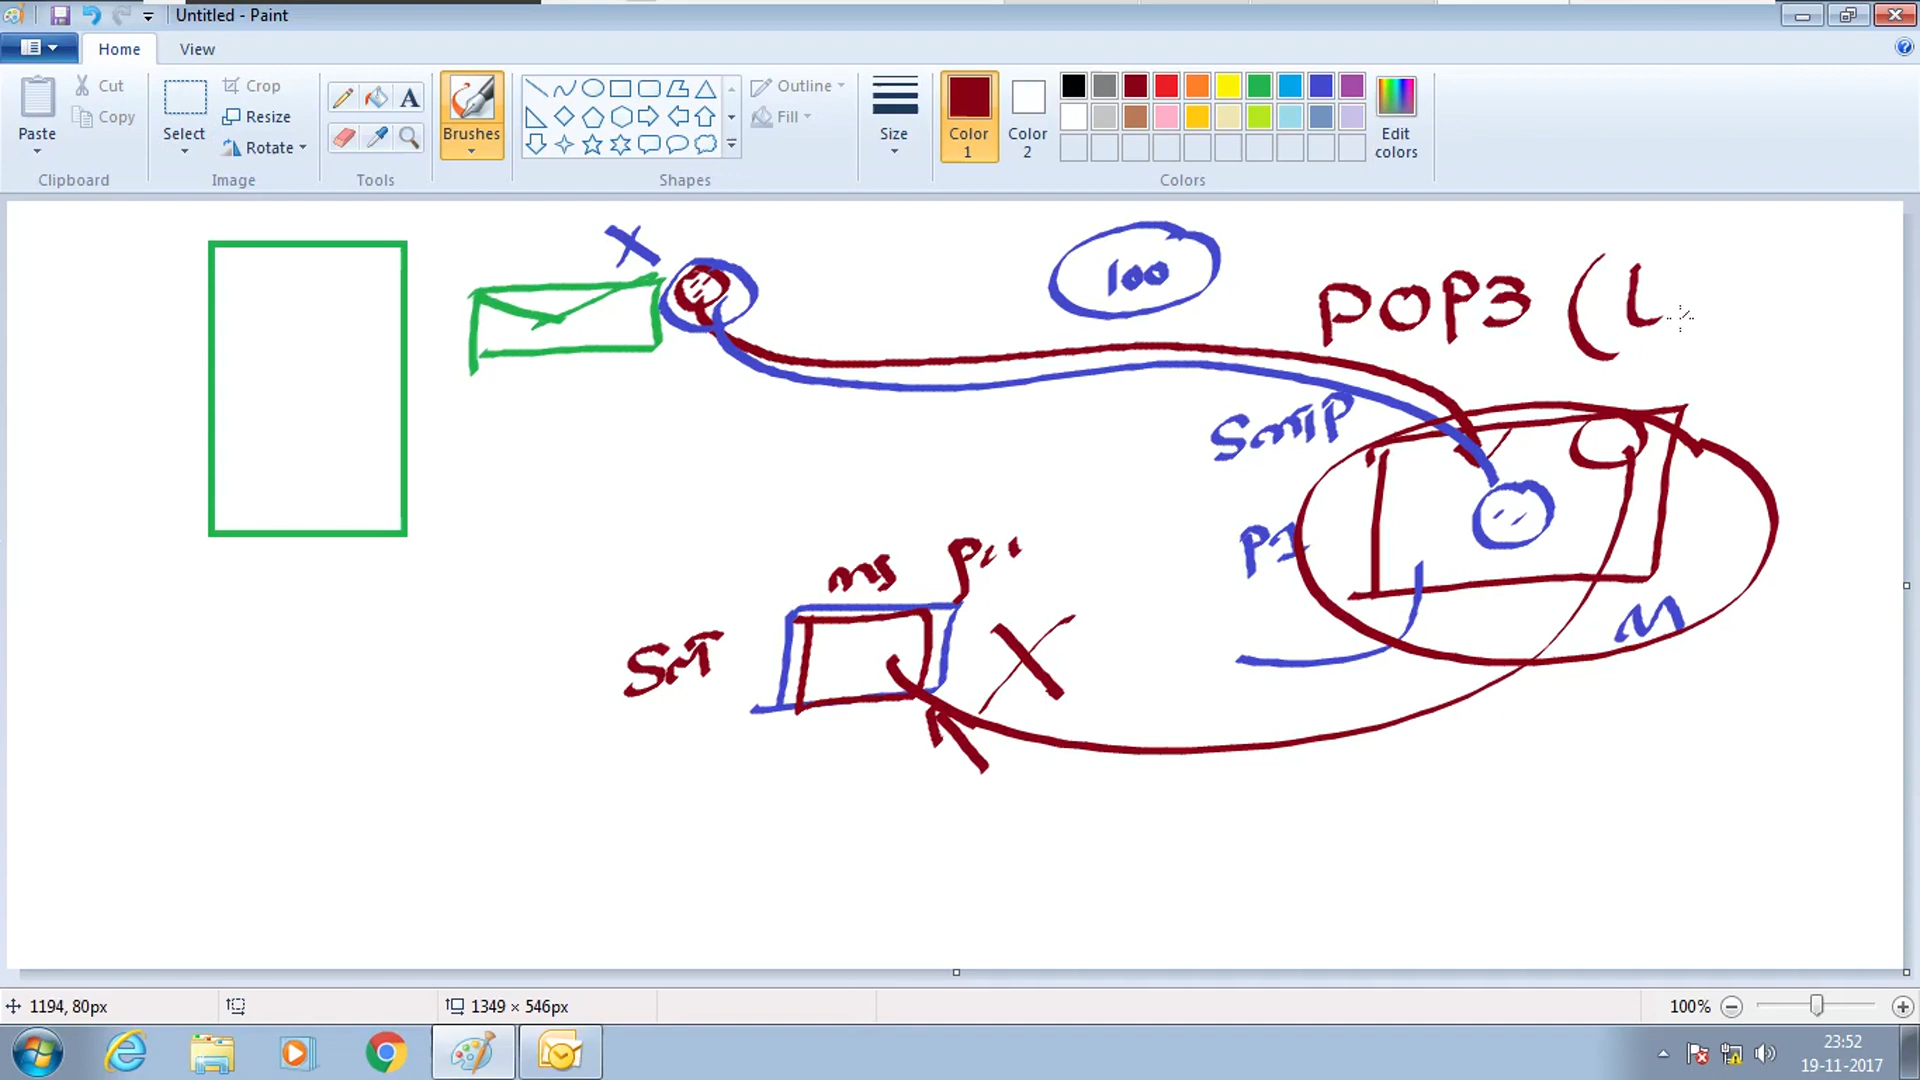 Untitled - Paint
Home
View
Paste
Cut
Copy
Clipboard
Select
Crop
Resize
Rotate
Image
Tools
Brushes
Shapes
Outline
Fill
Size
Color
1
Color
2
Edit
colors
Colors
X
100
POP3 (L
SMTP
PI
M
ms
SMT
X
1194, 80px
1349 × 546px
100%
23:52
19-11-2017